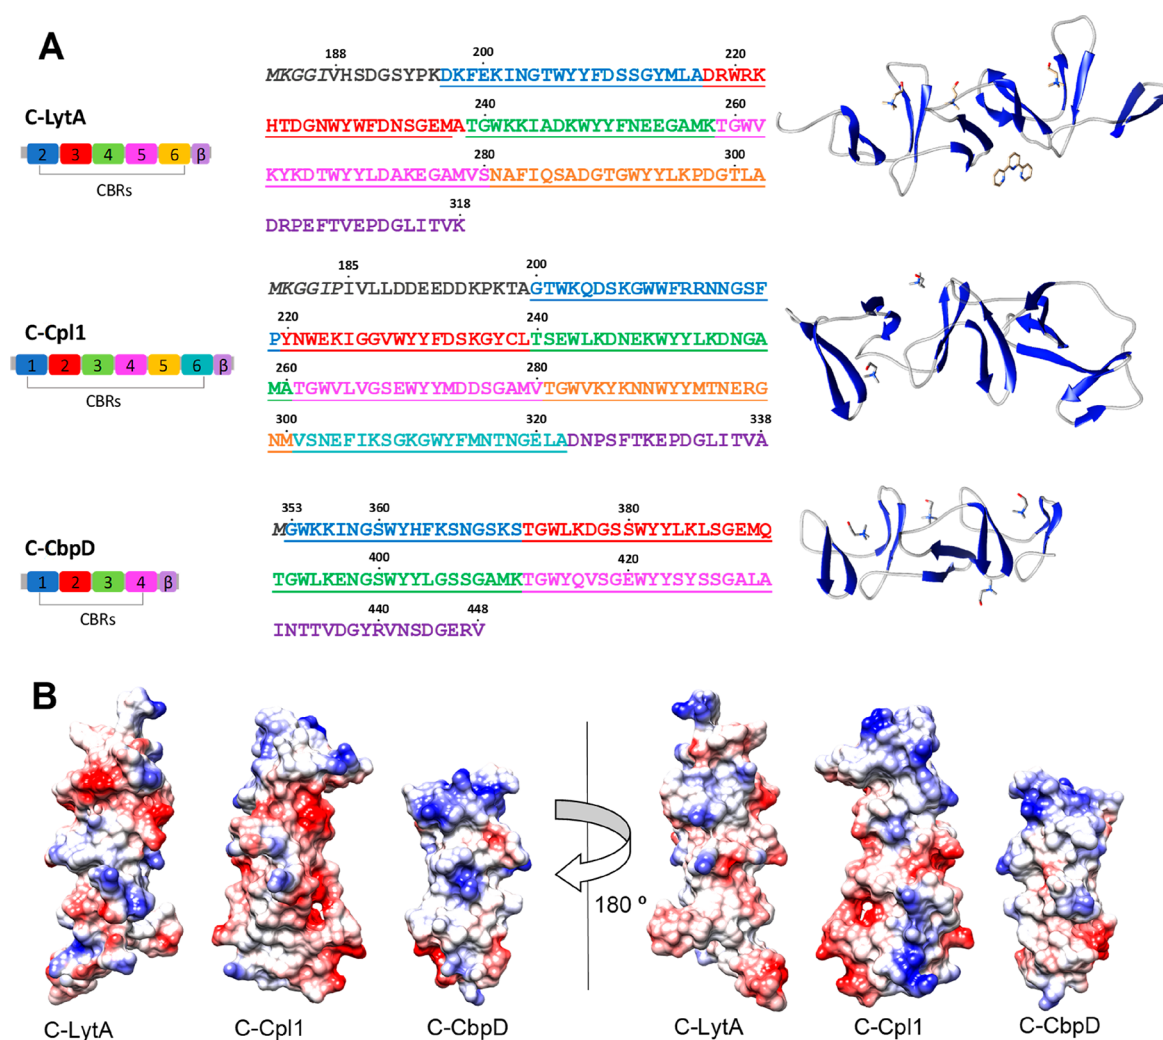 A
188 200 220
MKGGIVHSDGSYPKDKFEKINGTWYYFDSSGYMLADRWRK
C-LytA
240 260
HTDGNWYWFDNSGEMATGWKKIADKWYYFNEEGAMKTGWV
2 3 4 5 6 β
CBRs
280 300
KYKDTWYYLDAKEGAMVSNAFIQSADGTGWYYLKPDGTLA
318
DRPEFTVEPDGLITVK
185 200
MKGGIPIVLLDDEEDDKPKTAGTWKQDSKGWWFRRNNGSF
C-Cpl1
220 240
PYNWEKIGGVWYYFDSKGYCLTSEWLKDNEKWYYLKDNGA
1 2 3 4 5 6 β
CBRs
260 280
MATGWVLVGSEWYYMDDSGAMVTGWVKYKNNWYYMTNERG
300 320 338
NMVSNEFIKSGKGWYFMNTNGELADNPSFTKEPDGLITVA
353 360 380
MGWKKINGSWYHFKSNGSKSTGWLKDGSSWYYLKLSGEMQ
C-CbpD
400 420
TGWLKENGSWYYLGSSGAMKTGWYQVSGEWYYSYSSGALA
1 2 3 4 β
CBRs
440 448
INTTVDGYRVNSDGERV
B
180 º
C-LytA C-Cpl1 C-CbpD C-LytA C-Cpl1 C-CbpD